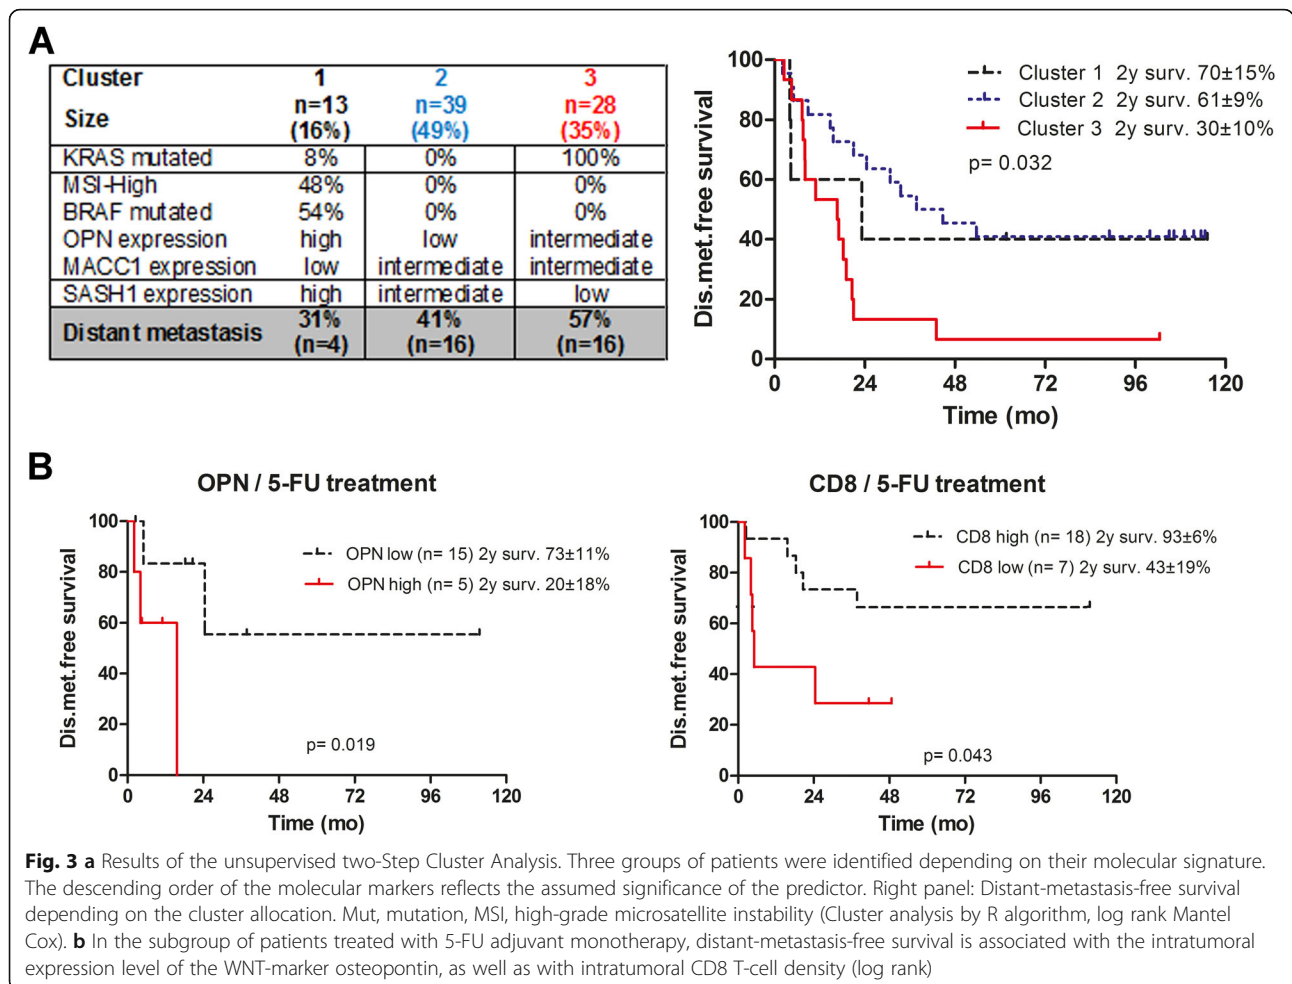 A
Cluster 1 2 3
Size n=13 (16%) n=39 (49%) n=28 (35%)
KRAS mutated 8% 0% 100%
MSI-High 48% 0% 0%
BRAF mutated 54% 0% 0%
OPN expression high low intermediate
MACC1 expression low intermediate intermediate
SASH1 expression high intermediate low
Distant metastasis 31% (n=4) 41% (n=16) 57% (n=16)
Dis.met.free survival
100
80
60
40
20
0
0 24 48 72 96 120
Time (mo)
Cluster 1 2y surv. 70±15%
Cluster 2 2y surv. 61±9%
Cluster 3 2y surv. 30±10%
p= 0.032
B
OPN / 5-FU treatment
Dis.met.free survival
100
80
60
40
20
0
0 24 48 72 96 120
Time (mo)
OPN low (n= 15) 2y surv. 73±11%
OPN high (n= 5) 2y surv. 20±18%
p= 0.019
CD8 / 5-FU treatment
Dis.met.free survival
100
80
60
40
20
0
0 24 48 72 96 120
Time (mo)
CD8 high (n= 18) 2y surv. 93±6%
CD8 low (n= 7) 2y surv. 43±19%
p= 0.043
Fig. 3 a Results of the unsupervised two-Step Cluster Analysis. Three groups of patients were identified depending on their molecular signature.
The descending order of the molecular markers reflects the assumed significance of the predictor. Right panel: Distant-metastasis-free survival
depending on the cluster allocation. Mut, mutation, MSI, high-grade microsatellite instability (Cluster analysis by R algorithm, log rank Mantel
Cox). b In the subgroup of patients treated with 5-FU adjuvant monotherapy, distant-metastasis-free survival is associated with the intratumoral
expression level of the WNT-marker osteopontin, as well as with intratumoral CD8 T-cell density (log rank)